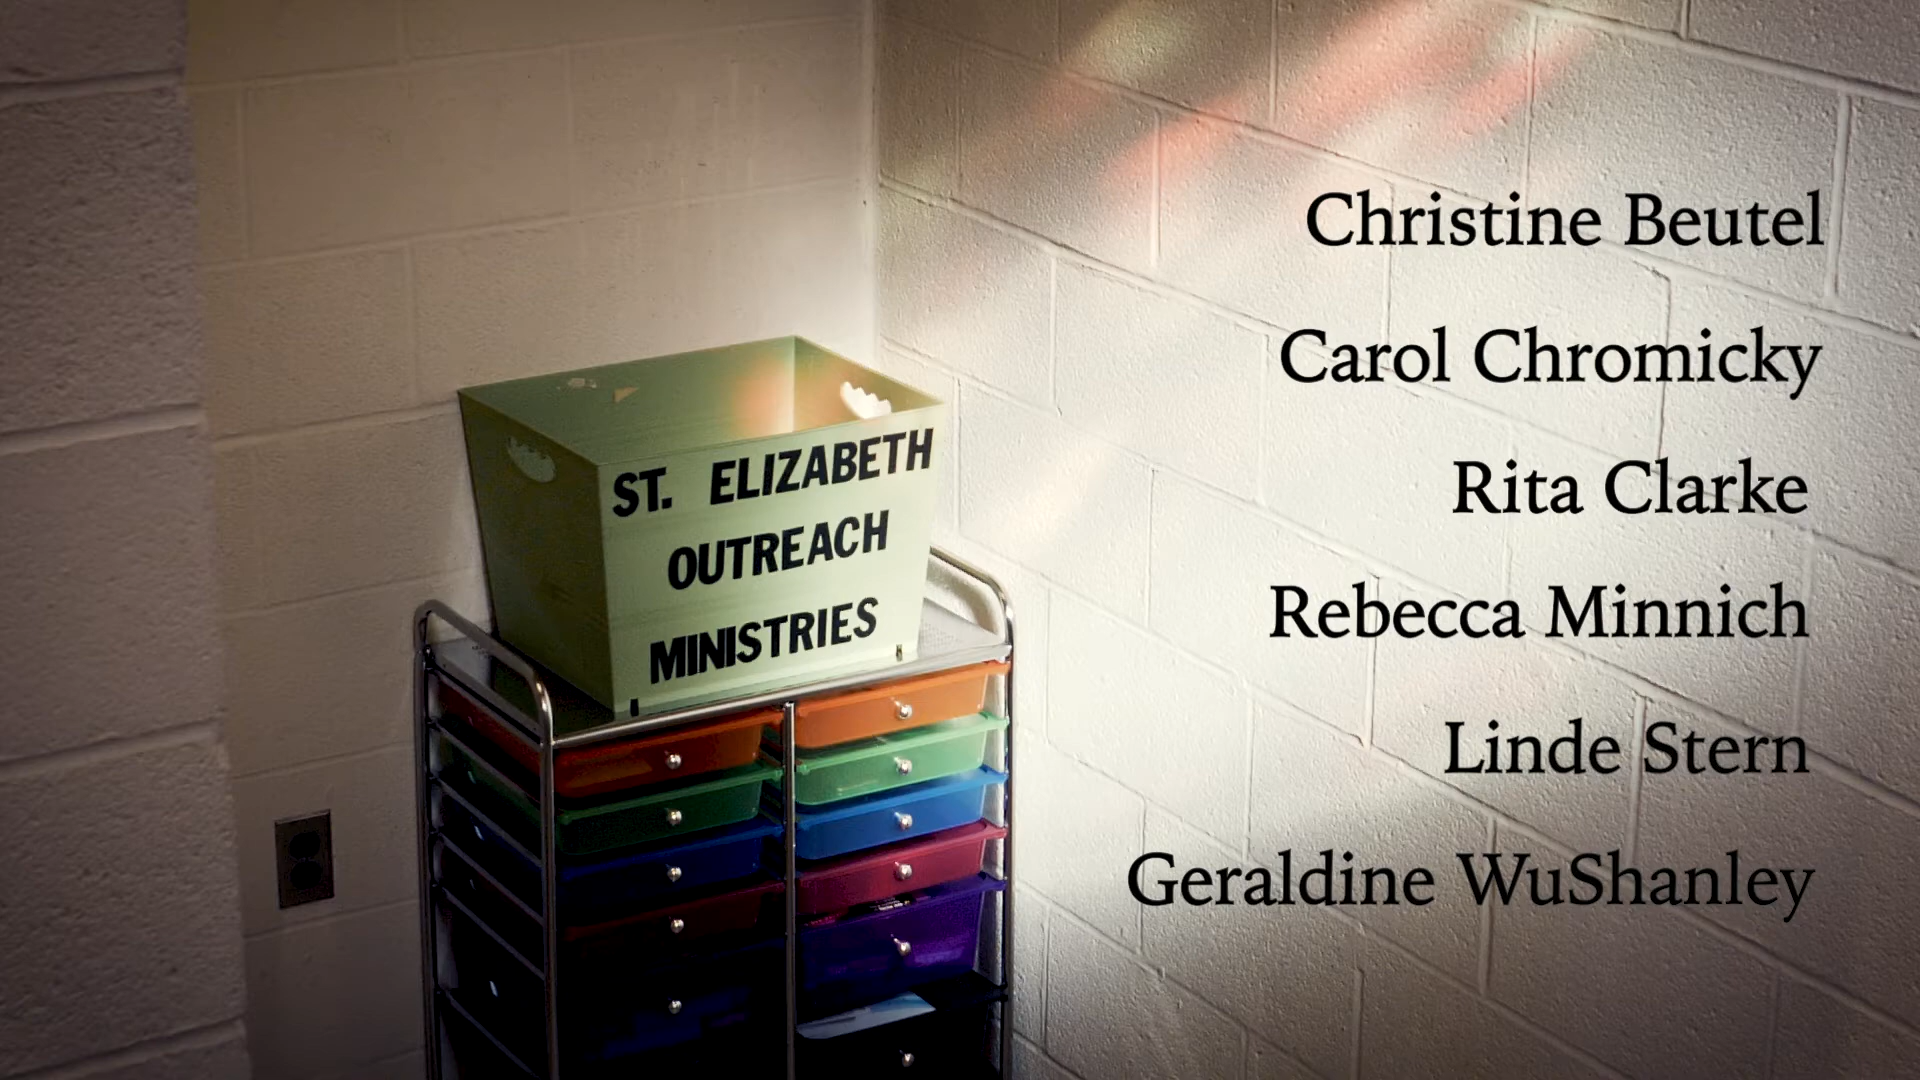 ST. ELIZABETH
OUTREACH
MINISTRIES
Christine Beutel
Carol Chromicky
Rita Clarke
Rebecca Minnich
Linde Stern
Geraldine WuShanley